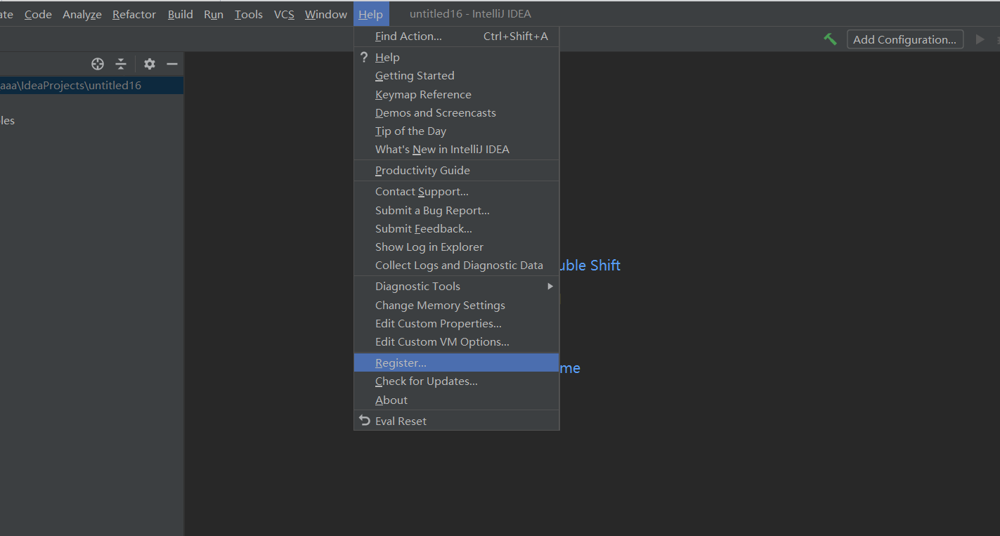 ate Code Analyze Refactor Build Run Tools VCS Window Help untitled16 - IntelliJ IDEA
Add Configuration...
aaa\IdeaProjects\untitled16
les
Find Action... Ctrl+Shift+A
? Help
Getting Started
Keymap Reference
Demos and Screencasts
Tip of the Day
What's New in IntelliJ IDEA
Productivity Guide
Contact Support...
Submit a Bug Report...
Submit Feedback...
Show Log in Explorer
Collect Logs and Diagnostic Data
Diagnostic Tools
Change Memory Settings
Edit Custom Properties...
Edit Custom VM Options...
Register...
Check for Updates...
About
Eval Reset
uble Shift
me